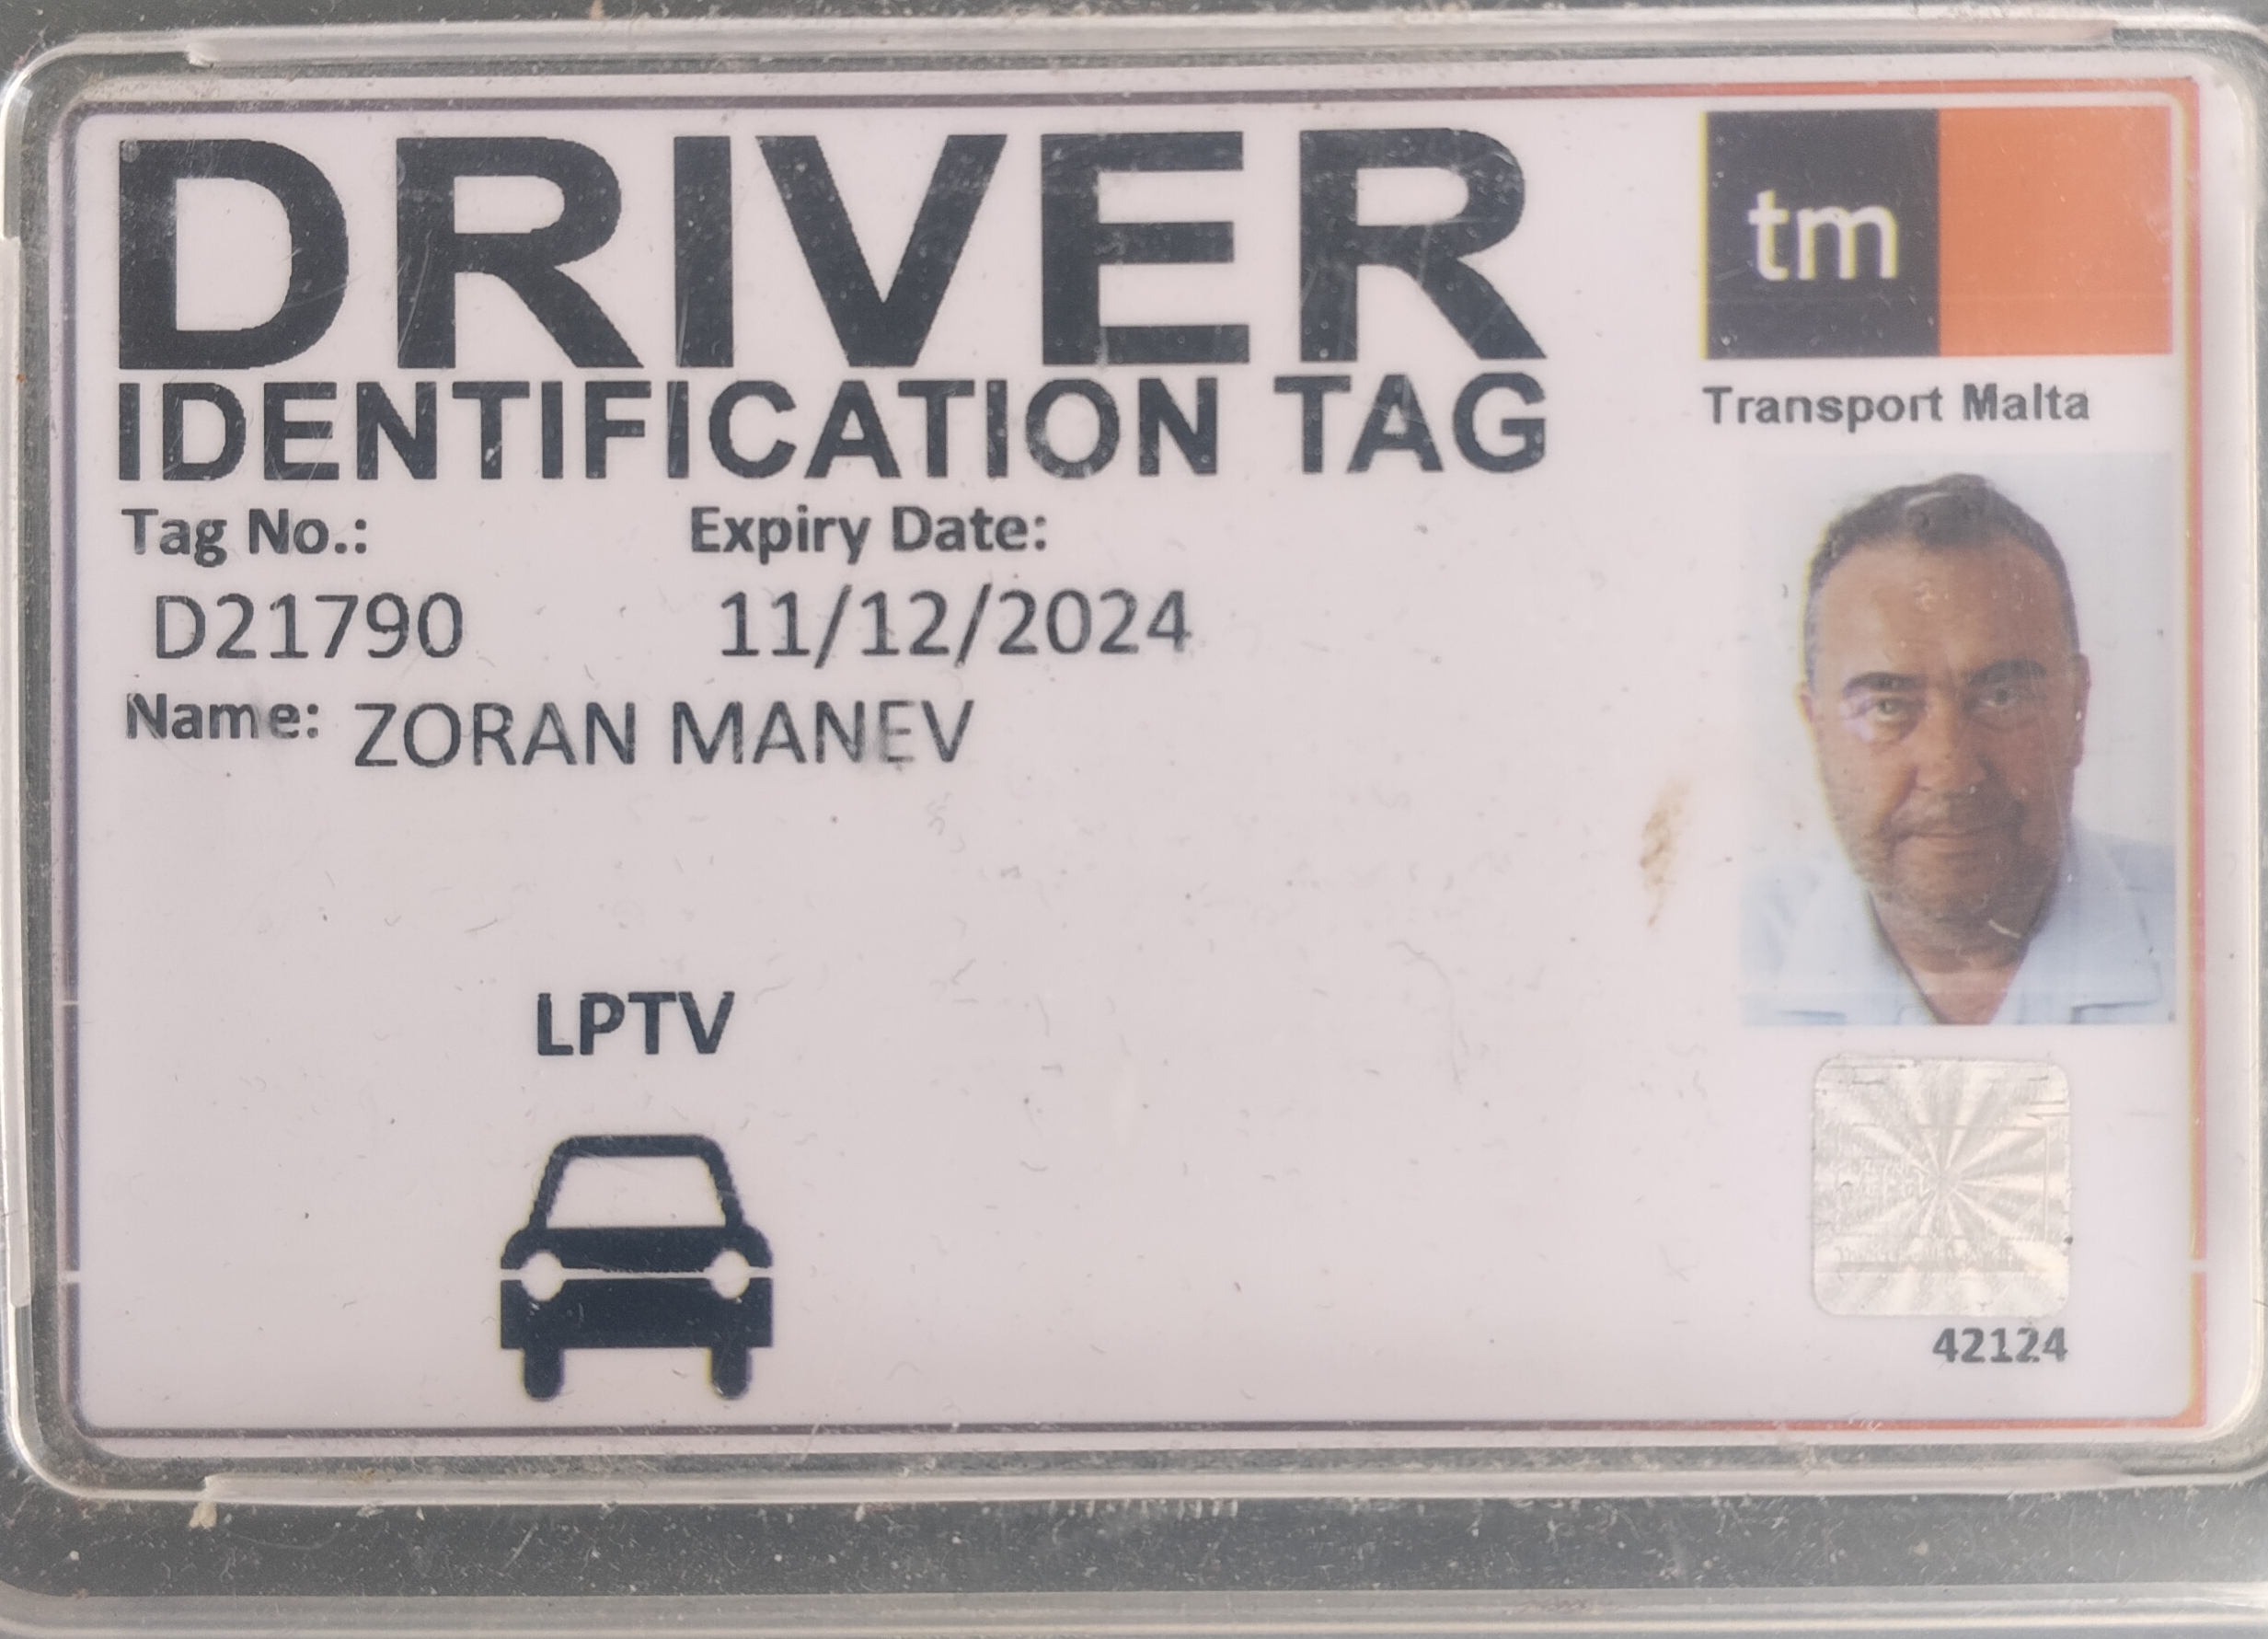 DRIVER
IDENTIFICATION TAG
tm
Transport Malta
Tag No.: Expiry Date:
D21790 11/12/2024
Name: ZORAN MANEV
LPTV
42124